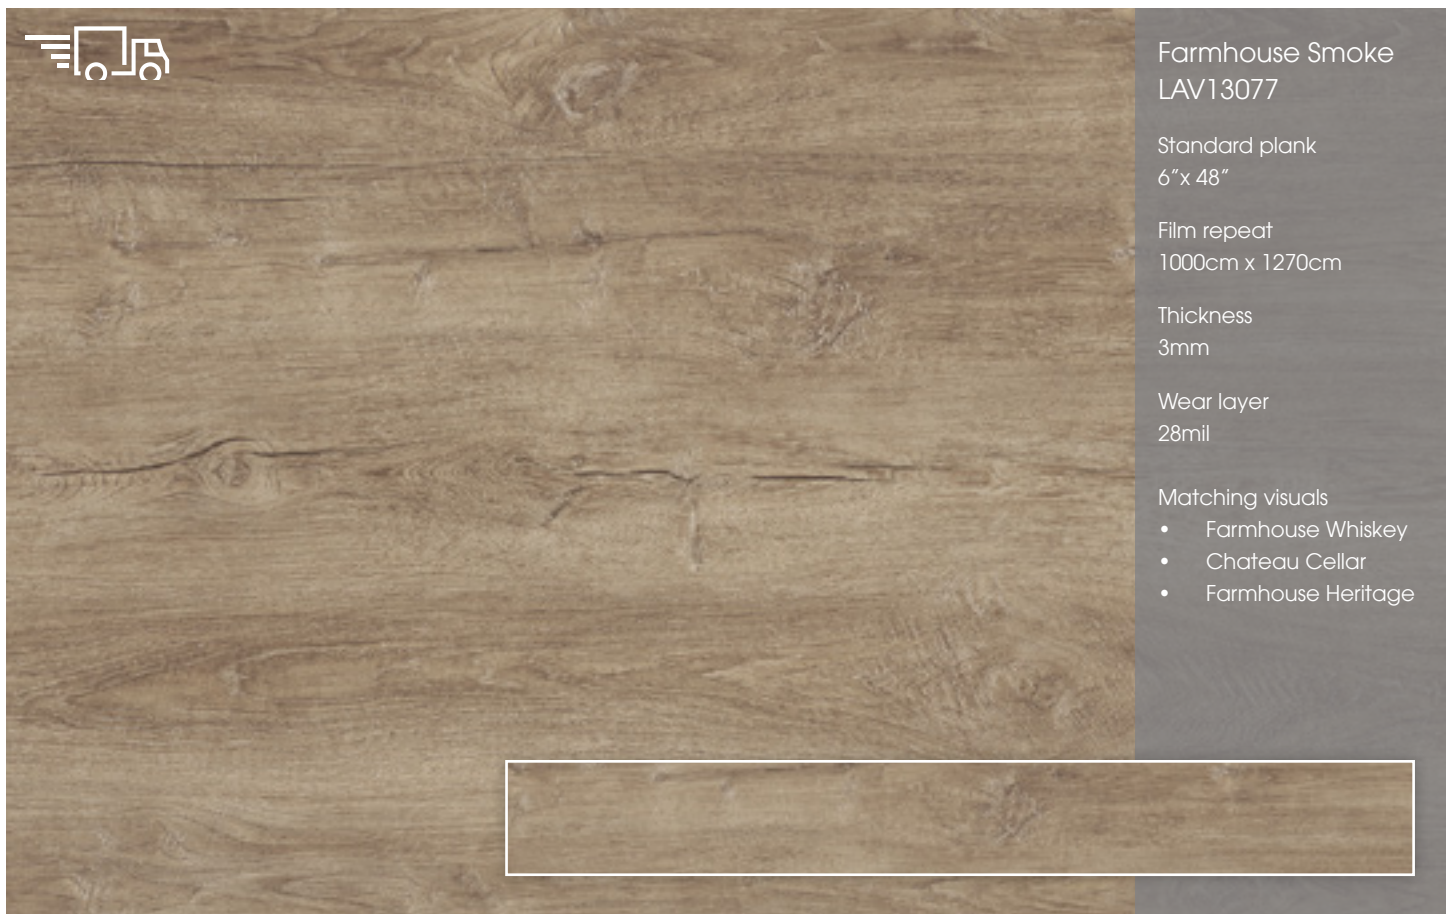 Farmhouse Smoke
LAV13077
Standard plank
6”x 48”
Film repeat
1000cm x 1270cm
Thickness
3mm
Wear layer
28mil
Matching visuals
• Farmhouse Whiskey
• Chateau Cellar
• Farmhouse Heritage